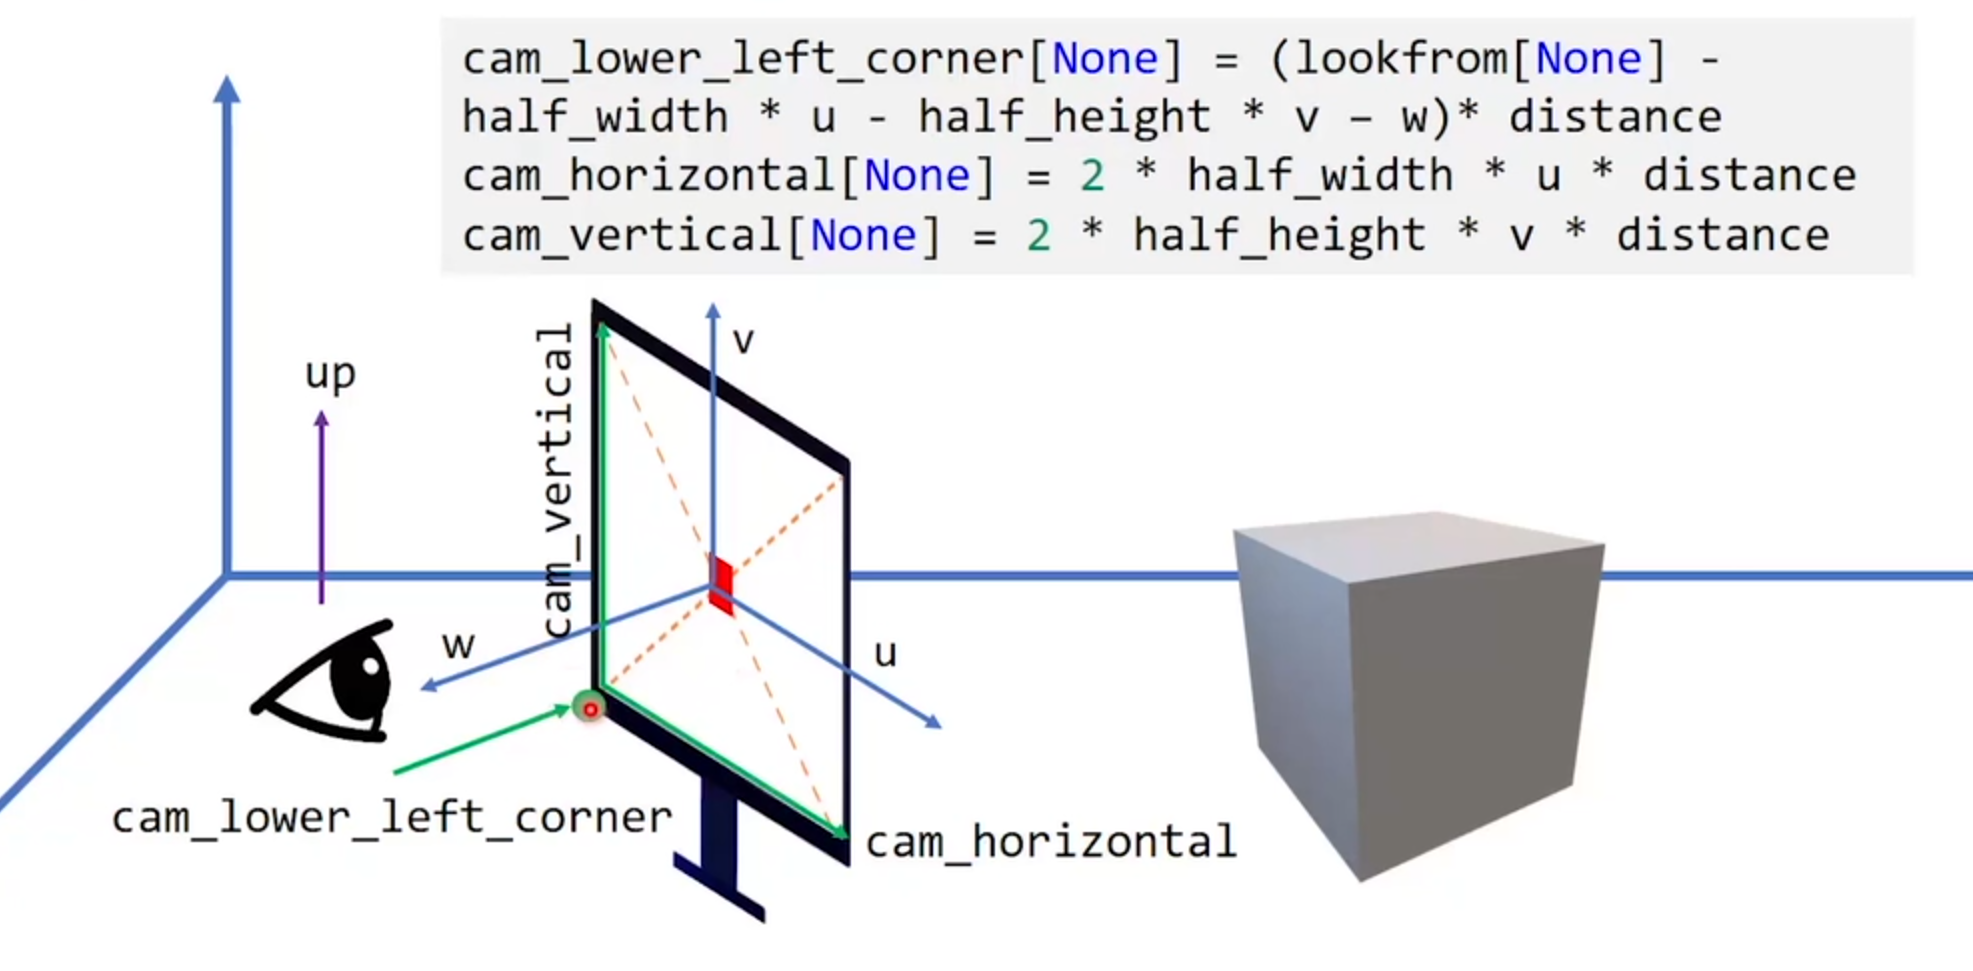 cam_lower_left_corner[None] = (lookfrom[None] -
half_width * u - half_height * v – w)* distance
cam_horizontal[None] = 2 * half_width * u * distance
cam_vertical[None] = 2 * half_height * v * distance
v
up
cam_vertical
w
u
cam_lower_left_corner
cam_horizontal